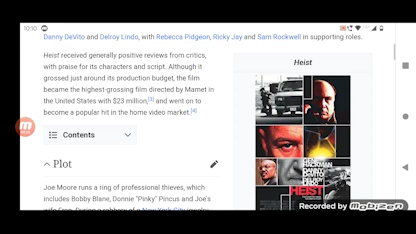 10:10
Danny DeVito and Delroy Lindo, with Rebecca Pidgeon, Ricky Jay and Sam Rockwell in supporting roles.
Heist received generally positive reviews from critics,
with praise for its characters and script. Although it
grossed just around its production budget, the film
became the highest-grossing film directed by Mamet in
the United States with $23 million,[3] and went on to
become a popular hit in the home video market.[4]
Contents
Plot
Joe Moore runs a ring of professional thieves, which
includes Bobby Blane, Donnie "Pinky" Pincus and Joe's
Heist
HACKMAN
DANNY
DEVITO
HEIST
Recorded by mobizen